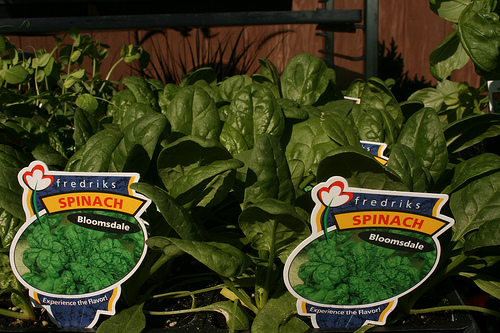 fredriks
SPINACH
Bloomsdale
Experience the Flavor!
fredriks
SPINACH
Bloomsdale
Experience the Flavor!